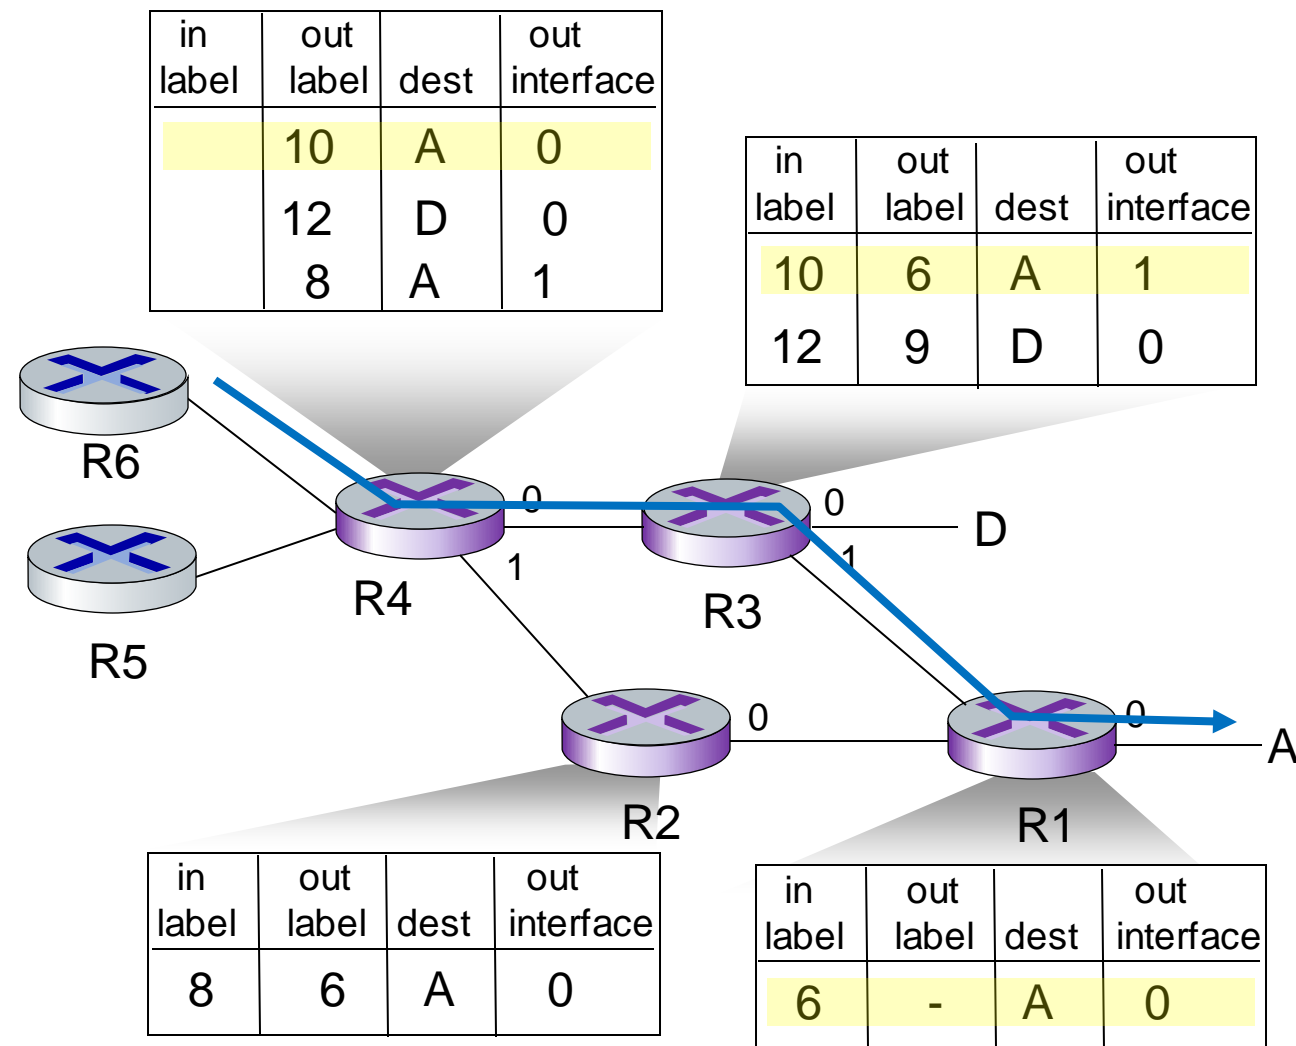 in out out
label label dest interface
10 A 0
12 D 0
8 A 1
in out out
label label dest interface
10 6 A 1
12 9 D 0
R6
0
0
D
1
1
R4
R3
R5
0
0
A
R2
R1
in out out
label label dest interface
8 6 A 0
in out out
label label dest interface
6 - A 0